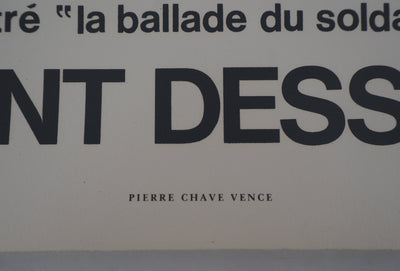 tré "la ballade du solda
NT DESS
PIERRE CHAVE VENCE